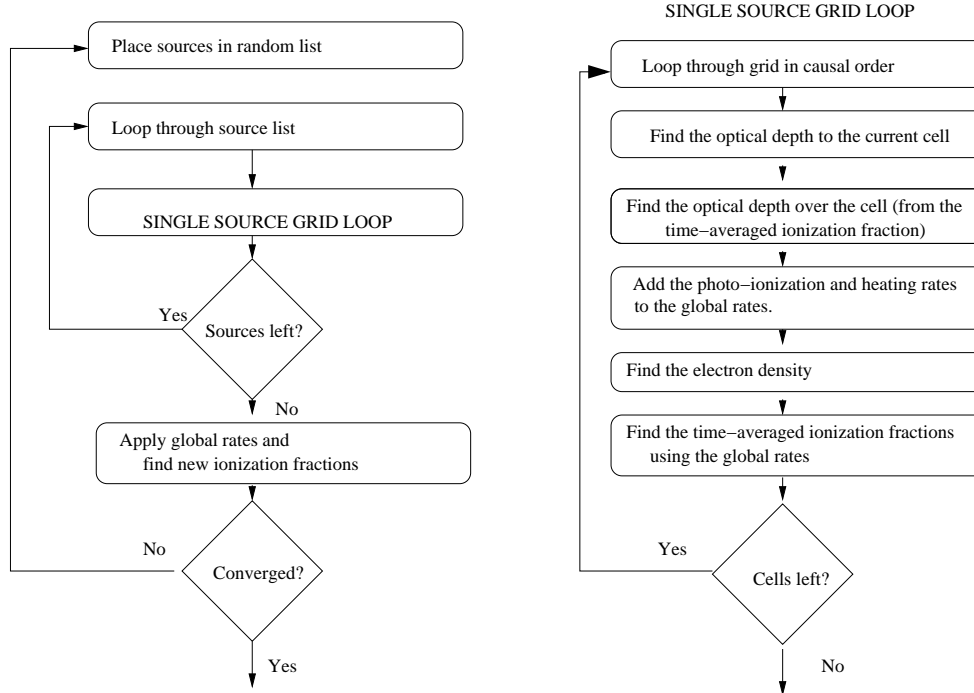 Place sources in random list
Loop through source list
SINGLE SOURCE GRID LOOP
Yes
Sources left?
No
Apply global rates and
find new ionization fractions
No
Converged?
Yes
SINGLE SOURCE GRID LOOP
Loop through grid in causal order
Find the optical depth to the current cell
Find the optical depth over the cell (from the
time−averaged ionization fraction)
Add the photo−ionization and heating rates
to the global rates.
Find the electron density
Find the time−averaged ionization fractions
using the global rates
Yes
Cells left?
No